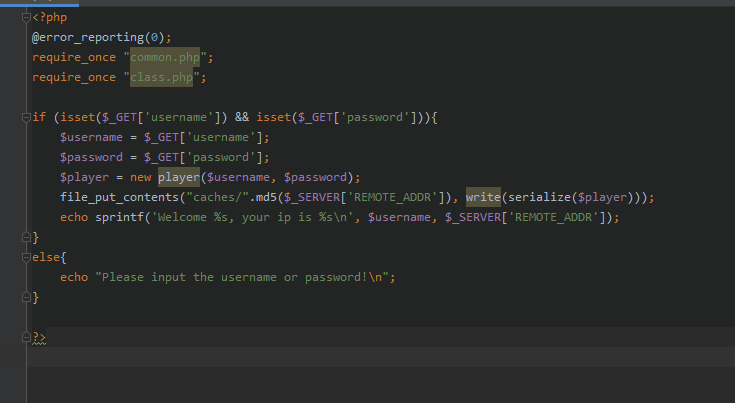 <?php
@error_reporting(0);
require_once "common.php";
require_once "class.php";
if (isset($_GET['username']) && isset($_GET['password'])){
$username = $_GET['username'];
$password = $_GET['password'];
$player = new player($username, $password);
file_put_contents("caches/".md5($_SERVER['REMOTE_ADDR']), write(serialize($player)));
echo sprintf('Welcome %s, your ip is %s\n', $username, $_SERVER['REMOTE_ADDR']);
}
else{
echo "Please input the username or password!\n";
}
?>